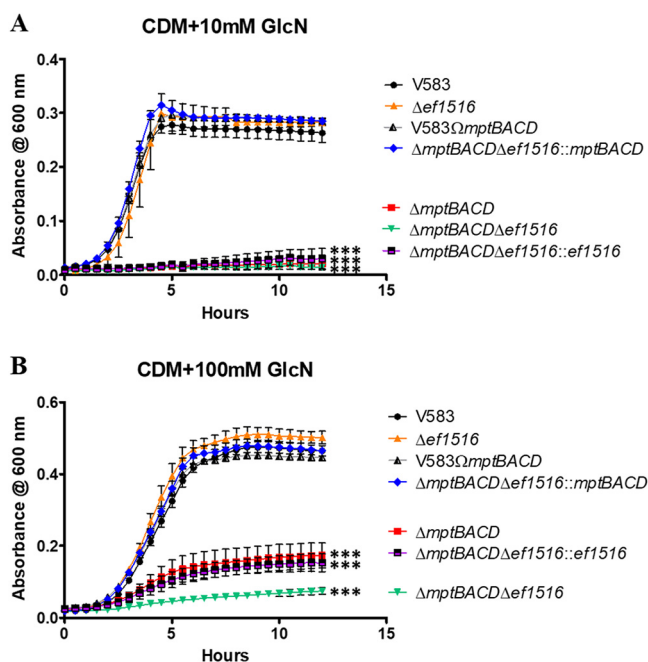 A
CDM+10mM GlcN
Absorbance @ 600 nm
0.4
0.3
0.2
0.1
0.0
0 5 10 15
Hours
V583
Δef1516
V583ΩmptBACD
ΔmptBACDΔef1516::mptBACD
ΔmptBACD
ΔmptBACDΔef1516
ΔmptBACDΔef1516::ef1516
***
***
***
B
CDM+100mM GlcN
Absorbance @ 600 nm
0.6
0.4
0.2
0.0
0 5 10 15
Hours
V583
Δef1516
V583ΩmptBACD
ΔmptBACDΔef1516::mptBACD
ΔmptBACD
ΔmptBACDΔef1516::ef1516
ΔmptBACDΔef1516
***
***
***